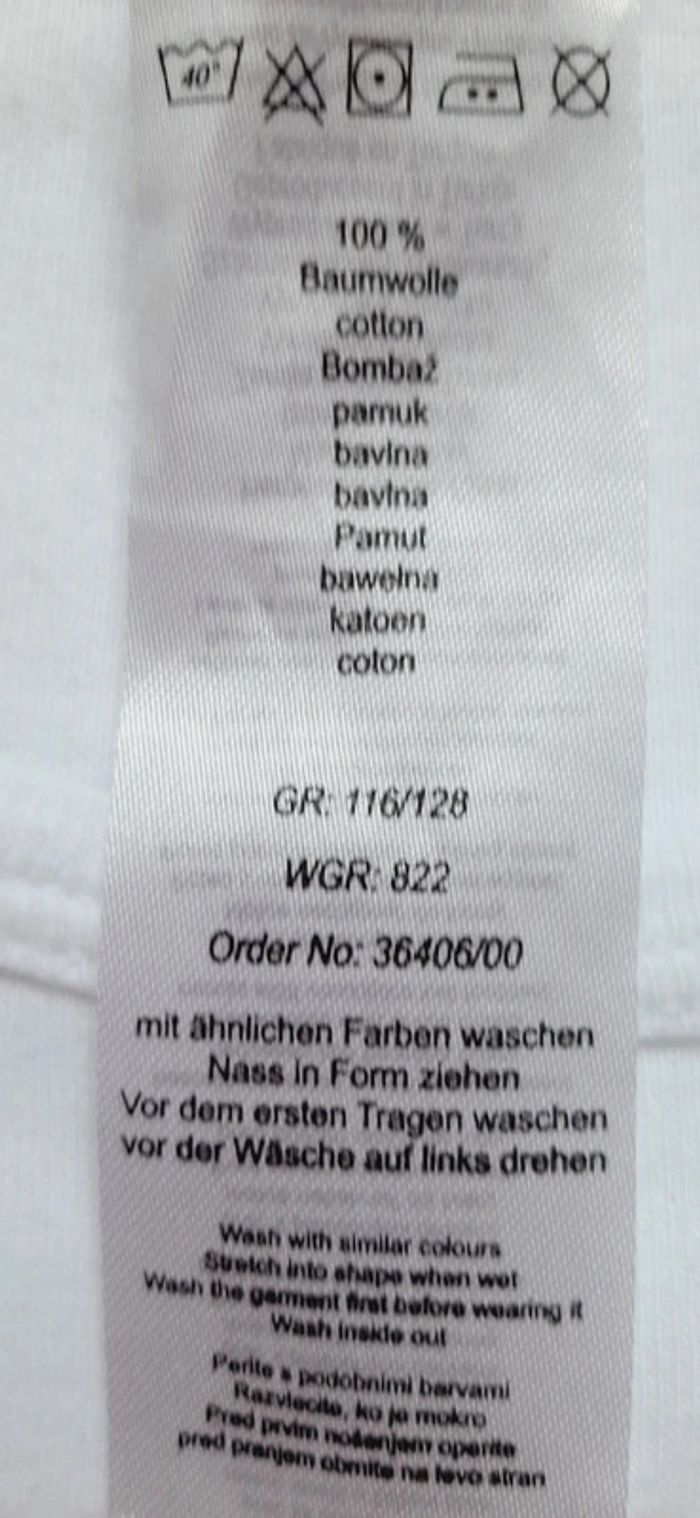 40°
100 %
Baumwolle
cotton
Bombaž
pamuk
bavlna
bavlna
Pamut
bawełna
katoen
coton
GR: 116/128
WGR: 822
Order No: 36406/00
mit ähnlichen Farben waschen
Nass in Form ziehen
Vor dem ersten Tragen waschen
vor der Wäsche auf links drehen
Wash with similar colours
Stretch into shape when wet
Wash the garment first before wearing it
Wash inside out
Perite s podobnimi barvami
Razvlecite, ko je mokro
Pred prvim nošenjem operite
pred pranjem obrnite na levo stran